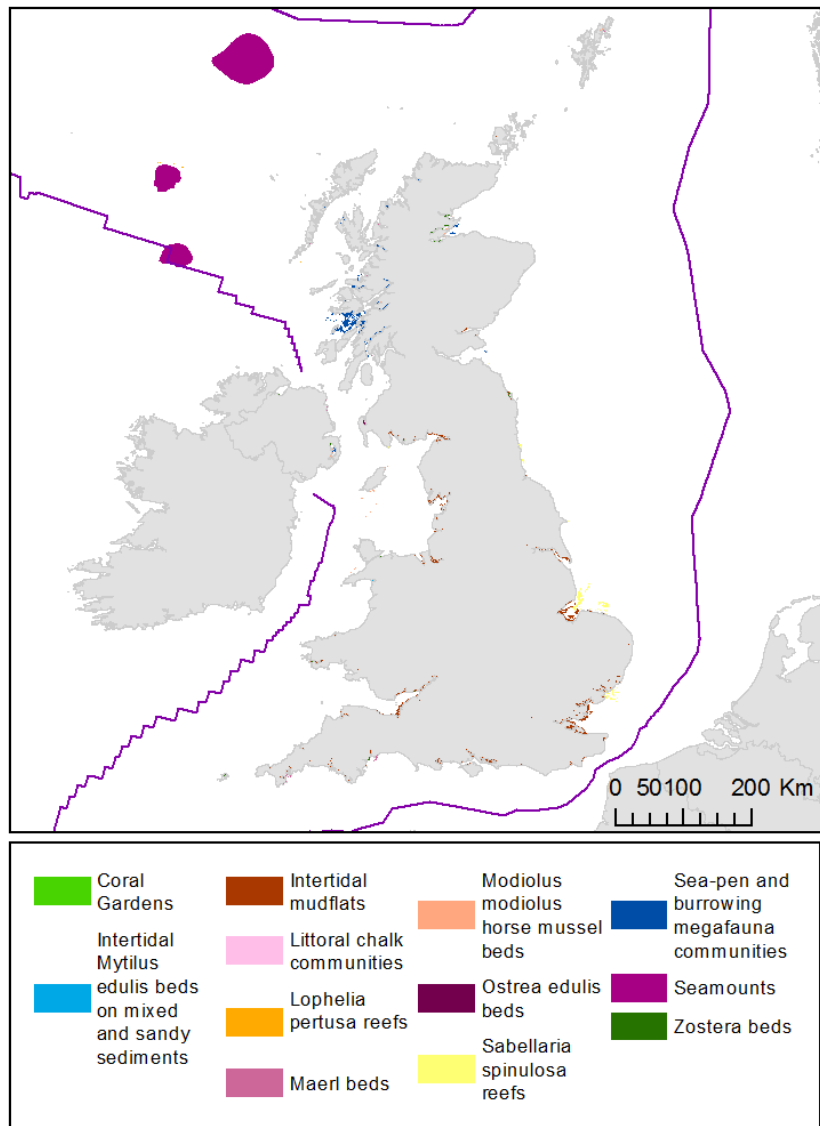 0 50100 200 Km
Coral
Gardens
Intertidal
Mytilus
edulis beds
on mixed
and sandy
sediments
Intertidal
mudflats
Littoral chalk
communities
Lophelia
pertusa reefs
Maerl beds
Modiolus
modiolus
horse mussel
beds
Ostrea edulis
beds
Sabellaria
spinulosa
reefs
Sea-pen and
burrowing
megafauna
communities
Seamounts
Zostera beds